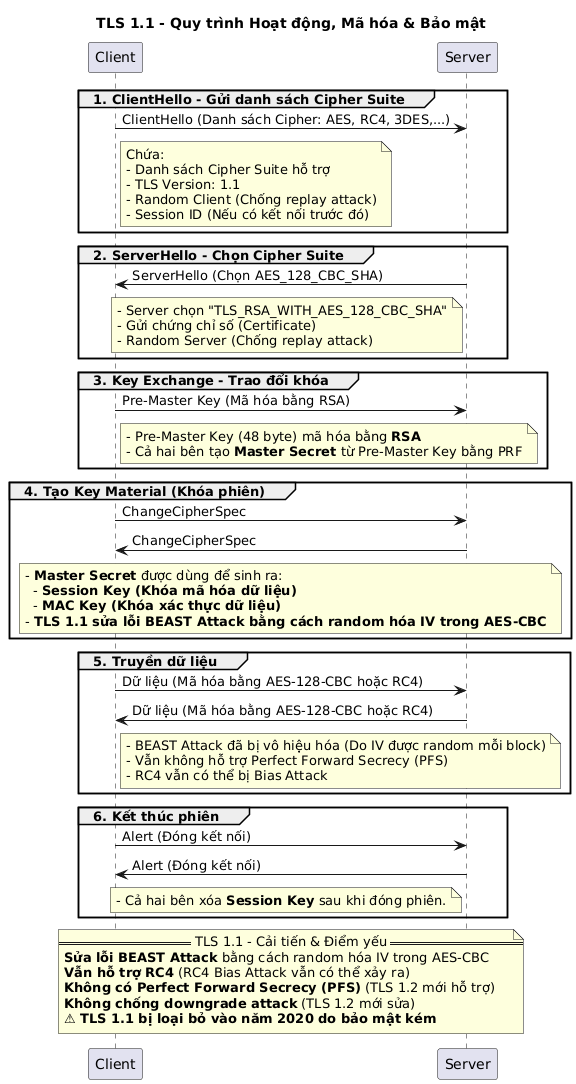 TLS 1.1 - Quy trình Hoạt động, Mã hóa & Bảo mật
Client Server
1. ClientHello - Gửi danh sách Cipher Suite
ClientHello (Danh sách Cipher: AES, RC4, 3DES,...)
Chứa:
- Danh sách Cipher Suite hỗ trợ
- TLS Version: 1.1
- Random Client (Chống replay attack)
- Session ID (Nếu có kết nối trước đó)
2. ServerHello - Chọn Cipher Suite
ServerHello (Chọn AES_128_CBC_SHA)
- Server chọn "TLS_RSA_WITH_AES_128_CBC_SHA"
- Gửi chứng chỉ số (Certificate)
- Random Server (Chống replay attack)
3. Key Exchange - Trao đổi khóa
Pre-Master Key (Mã hóa bằng RSA)
- Pre-Master Key (48 byte) mã hóa bằng RSA
- Cả hai bên tạo Master Secret từ Pre-Master Key bằng PRF
4. Tạo Key Material (Khóa phiên)
ChangeCipherSpec
ChangeCipherSpec
- Master Secret được dùng để sinh ra:
- Session Key (Khóa mã hóa dữ liệu)
- MAC Key (Khóa xác thực dữ liệu)
- TLS 1.1 sửa lỗi BEAST Attack bằng cách random hóa IV trong AES-CBC
5. Truyền dữ liệu
Dữ liệu (Mã hóa bằng AES-128-CBC hoặc RC4)
Dữ liệu (Mã hóa bằng AES-128-CBC hoặc RC4)
- BEAST Attack đã bị vô hiệu hóa (Do IV được random mỗi block)
- Vẫn không hỗ trợ Perfect Forward Secrecy (PFS)
- RC4 vẫn có thể bị Bias Attack
6. Kết thúc phiên
Alert (Đóng kết nối)
Alert (Đóng kết nối)
- Cả hai bên xóa Session Key sau khi đóng phiên.
TLS 1.1 - Cải tiến & Điểm yếu
Sửa lỗi BEAST Attack bằng cách random hóa IV trong AES-CBC
Vẫn hỗ trợ RC4 (RC4 Bias Attack vẫn có thể xảy ra)
Không có Perfect Forward Secrecy (PFS) (TLS 1.2 mới hỗ trợ)
Không chống downgrade attack (TLS 1.2 mới sửa)
⚠ TLS 1.1 bị loại bỏ vào năm 2020 do bảo mật kém
Client Server